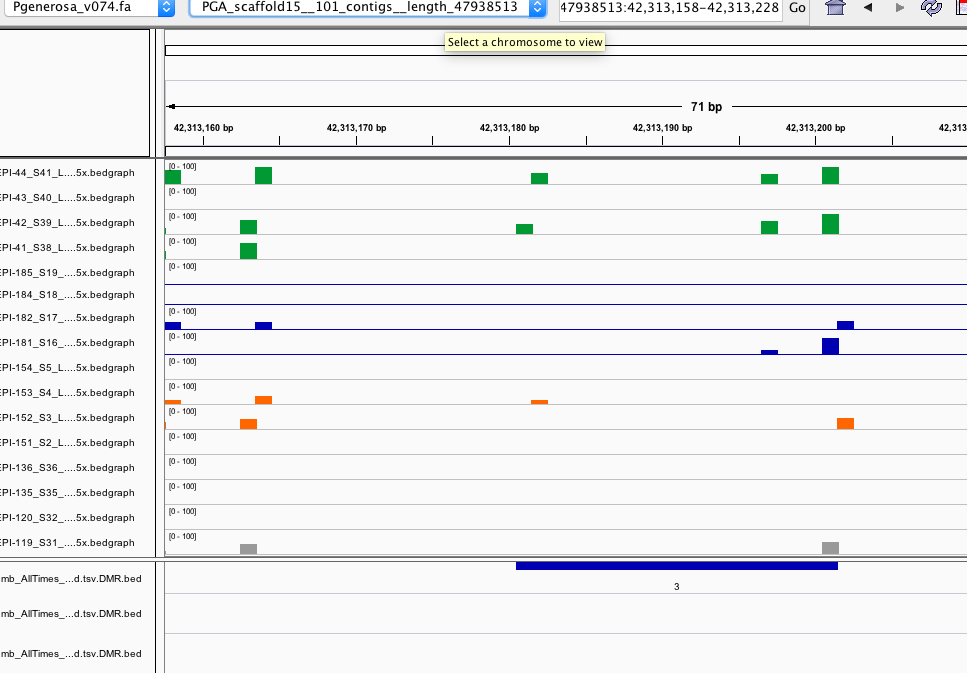 Pgenerosa_v074.fa PGA_scaffold15__101_contigs__length_47938513 47938513:42,313,158-42,313,228 Go
Select a chromosome to view
71 bp
42,313,160 bp 42,313,170 bp 42,313,180 bp 42,313,190 bp 42,313,200 bp 42,313
EPI-44_S41_L....5x.bedgraph [0 - 100]
EPI-43_S40_L....5x.bedgraph [0 - 100]
EPI-42_S39_L....5x.bedgraph [0 - 100]
EPI-41_S38_L....5x.bedgraph [0 - 100]
EPI-185_S19_....5x.bedgraph [0 - 100]
EPI-184_S18_....5x.bedgraph
EPI-182_S17_....5x.bedgraph [0 - 100]
EPI-181_S16_....5x.bedgraph [0 - 100]
EPI-154_S5_L....5x.bedgraph [0 - 100]
EPI-153_S4_L....5x.bedgraph [0 - 100]
EPI-152_S3_L....5x.bedgraph [0 - 100]
EPI-151_S2_L....5x.bedgraph [0 - 100]
EPI-136_S36_....5x.bedgraph [0 - 100]
EPI-135_S35_....5x.bedgraph [0 - 100]
EPI-120_S32_....5x.bedgraph [0 - 100]
EPI-119_S31_....5x.bedgraph [0 - 100]
mb_AllTimes_...d.tsv.DMR.bed
3
mb_AllTimes_...d.tsv.DMR.bed
mb_AllTimes_...d.tsv.DMR.bed